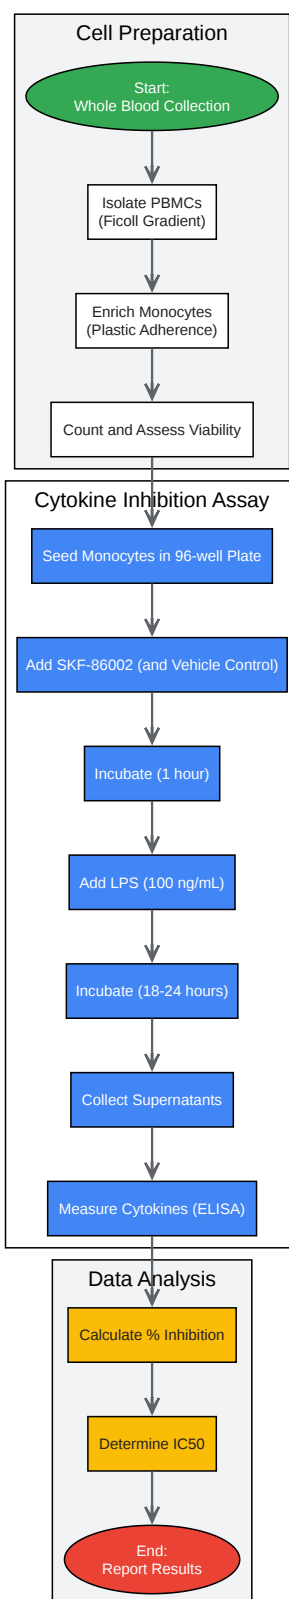 Cell Preparation
Start:
Whole Blood Collection
Isolate PBMCs
(Ficoll Gradient)
Enrich Monocytes
(Plastic Adherence)
Count and Assess Viability
Cytokine Inhibition Assay
Seed Monocytes in 96-well Plate
Add SKF-86002 (and Vehicle Control)
Incubate (1 hour)
Add LPS (100 ng/mL)
Incubate (18-24 hours)
Collect Supernatants
Measure Cytokines (ELISA)
Data Analysis
Calculate % Inhibition
Determine IC50
End:
Report Results